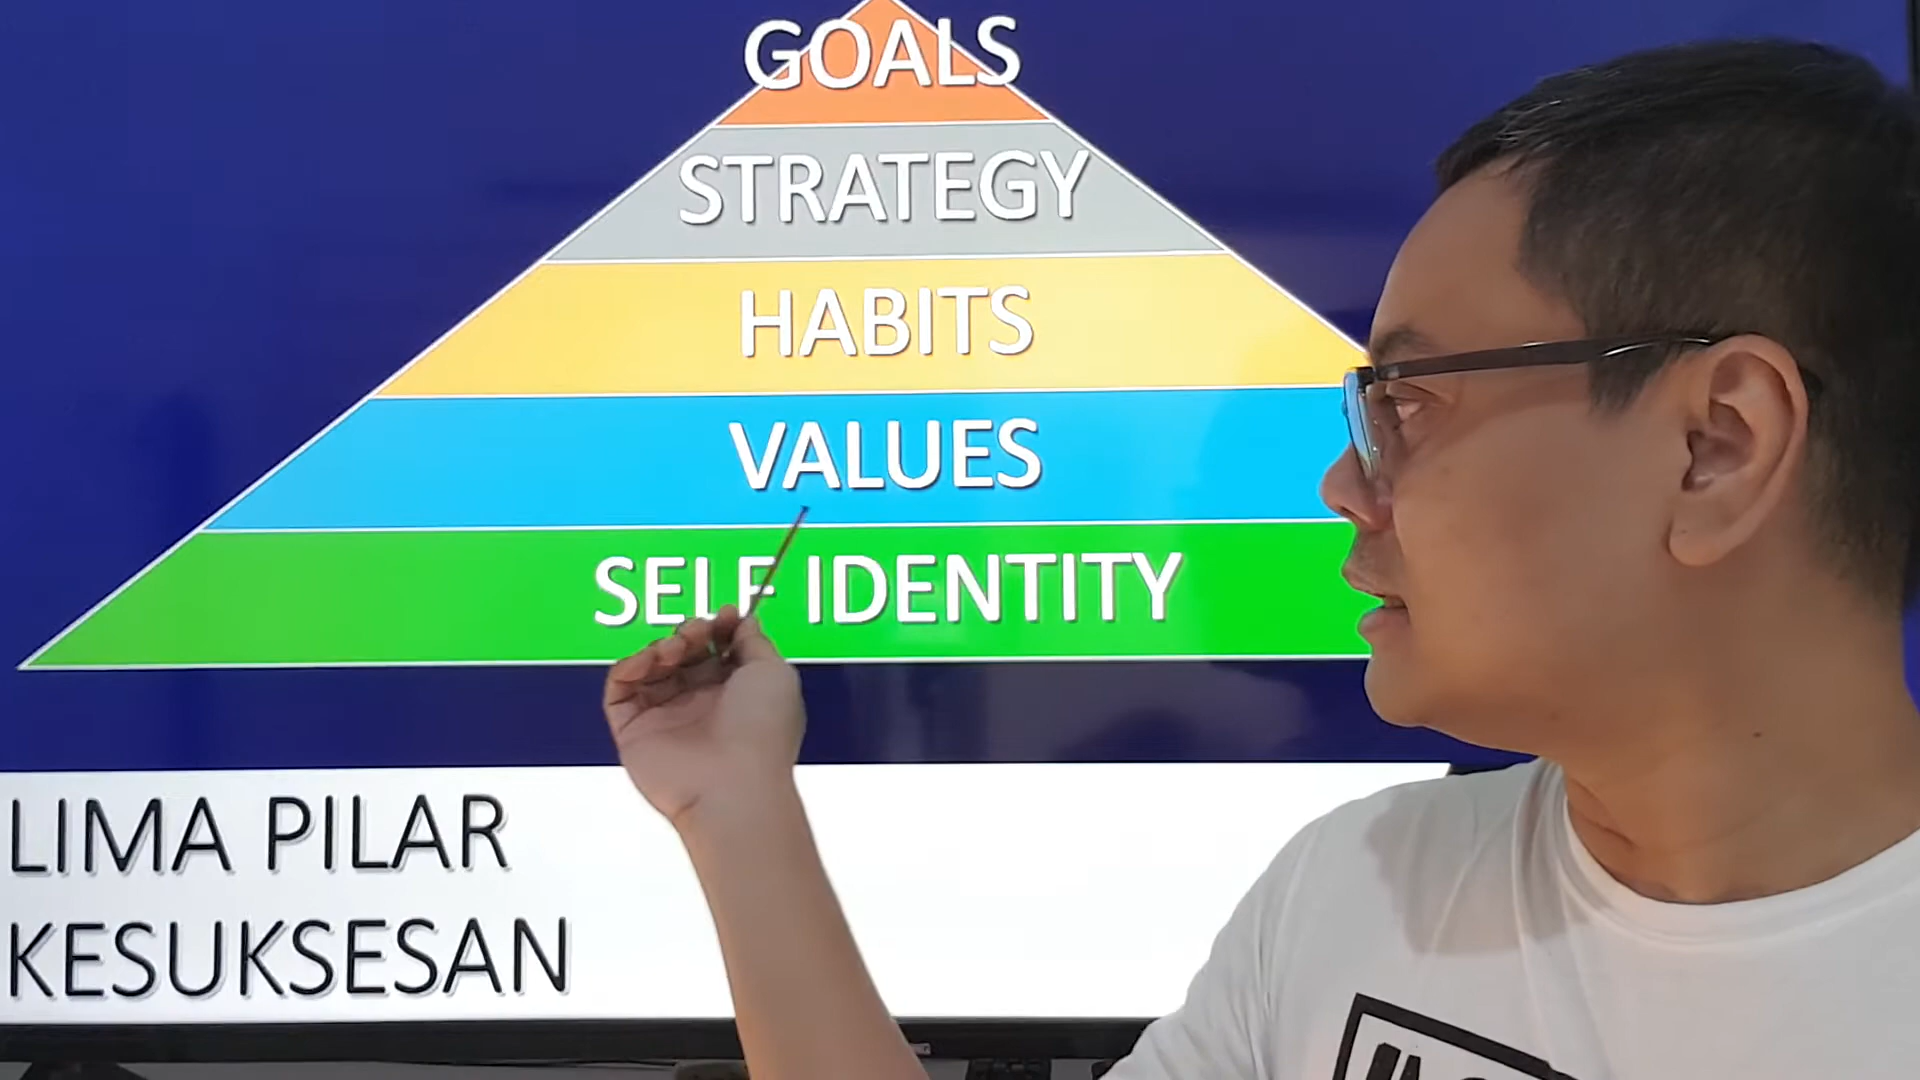 GOALS
STRATEGY
HABITS
VALUES
SELF IDENTITY
LIMA PILAR
KESUKSESAN